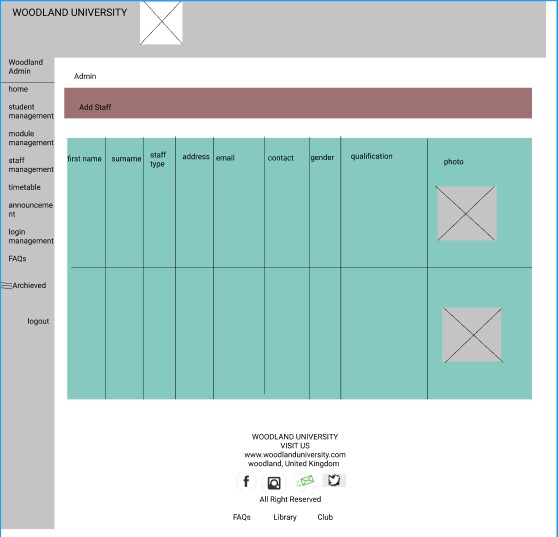 WOODLAND UNIVERSITY
Woodland
Admin
home
student
management
module
management
staff
management
timetable
announceme
nt
login
management
FAQs
Archieved
logout
Admin
Add Staff
first name surname staff type address email contact gender qualification photo
WOODLAND UNIVERSITY
VISIT US
www.woodlanduniversity.com
woodland, United Kingdom
All Right Reserved
FAQs Library Club